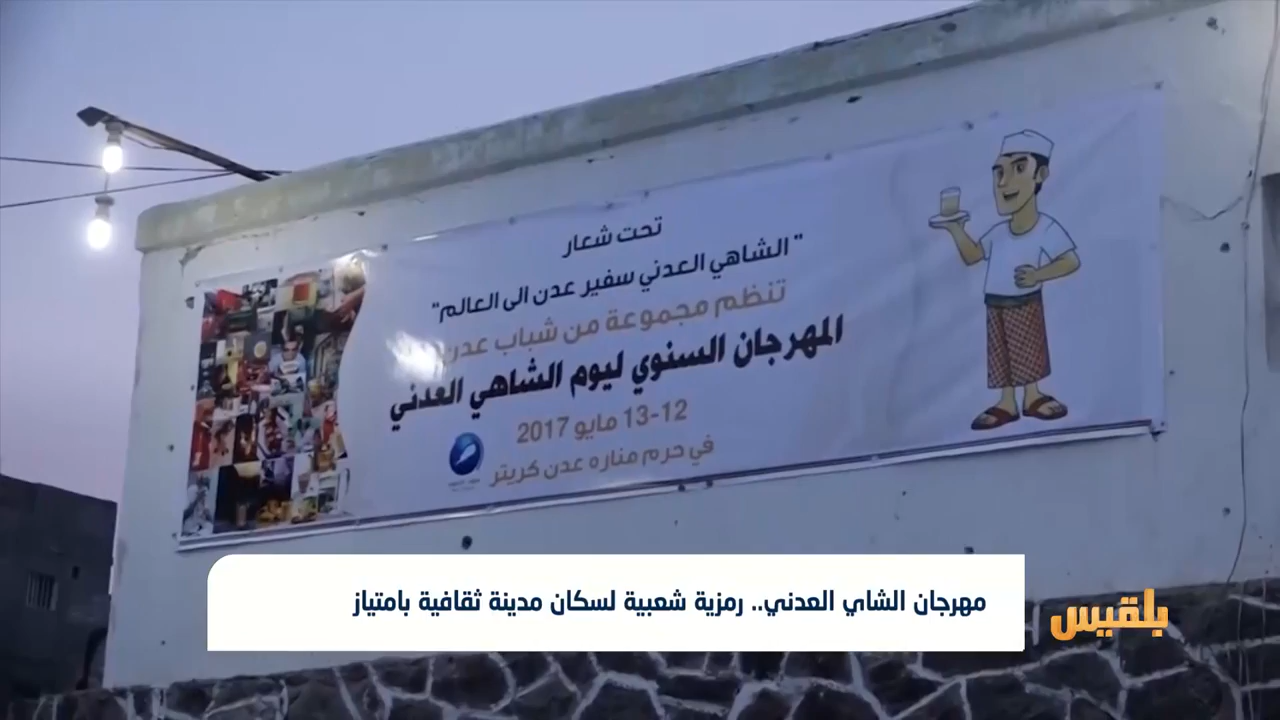 تحت شعار
"الشاهي العدني سفير عدن الى العالم"
تنظم مجموعة من شباب عدن
المهرجان السنوي ليوم الشاهي العدني
12-13 مايو 2017
في حرم مناره عدن كريتر
مهرجان الشاي العدني.. رمزية شعبية لسكان مدينة ثقافية بامتياز
بلقيس